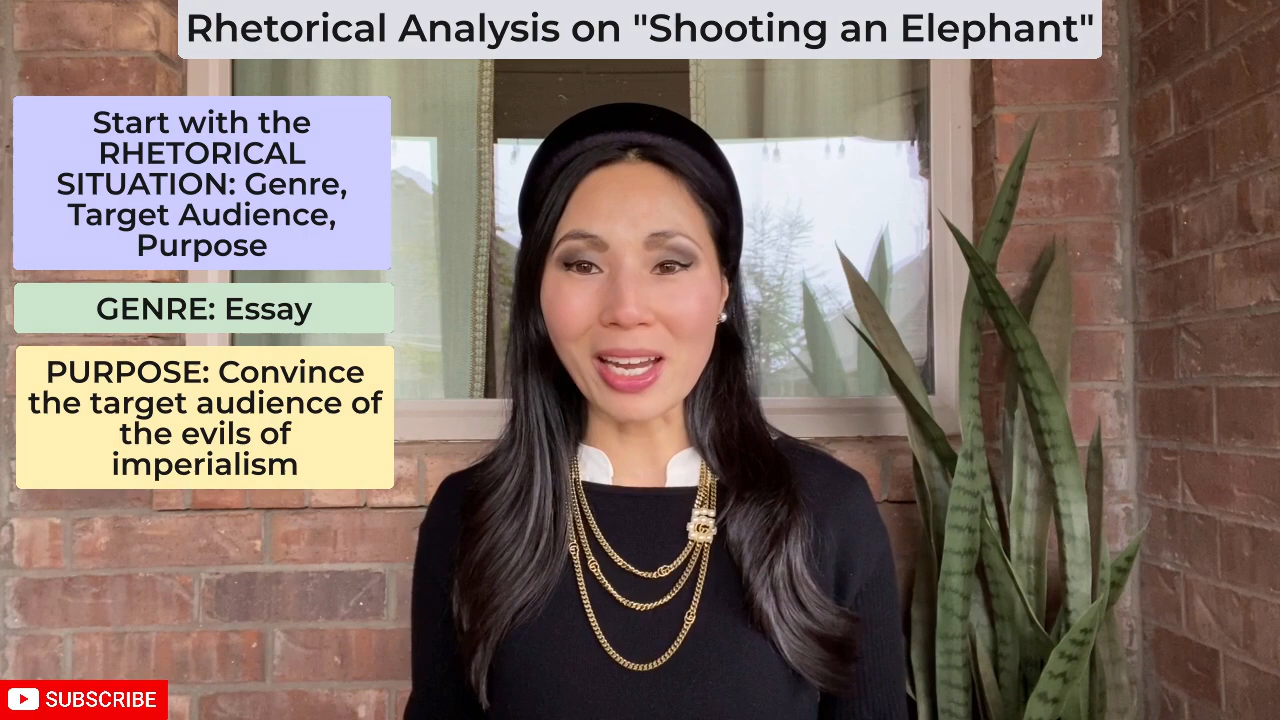 Rhetorical Analysis on "Shooting an Elephant"
Start with the
RHETORICAL
SITUATION: Genre,
Target Audience,
Purpose
GENRE: Essay
PURPOSE: Convince
the target audience of
the evils of
imperialism
SUBSCRIBE